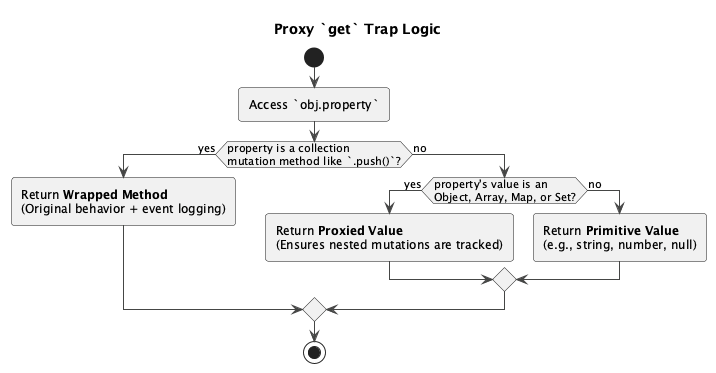 Proxy `get` Trap Logic
Access `obj.property`
yes
property is a collection
mutation method like `.push()`?
no
Return Wrapped Method
(Original behavior + event logging)
yes
property's value is an
Object, Array, Map, or Set?
no
Return Proxied Value
(Ensures nested mutations are tracked)
Return Primitive Value
(e.g., string, number, null)